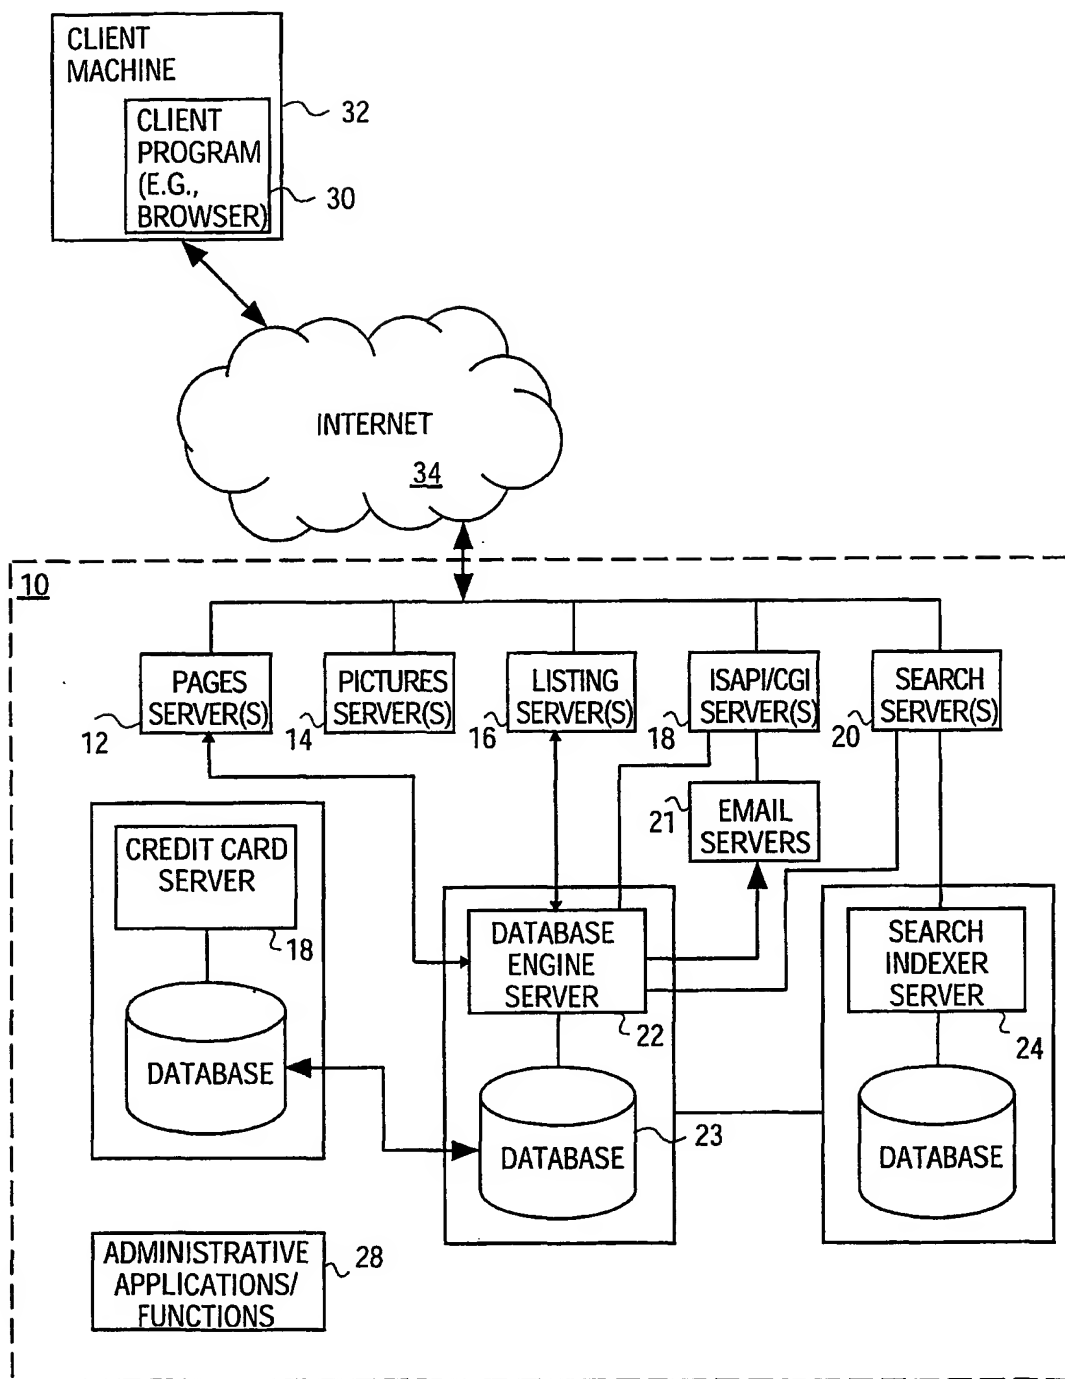 CLIENT
MACHINE
32
CLIENT
PROGRAM
(E.G.,
BROWSER)
30
INTERNET
34
10
PAGES
SERVER(S)
12
PICTURES
SERVER(S)
14
LISTING
SERVER(S)
16
ISAPI/CGI
SERVER(S)
18
SEARCH
SERVER(S)
20
21
EMAIL
SERVERS
CREDIT CARD
SERVER
18
DATABASE
DATABASE
ENGINE
SERVER
22
DATABASE
23
SEARCH
INDEXER
SERVER
24
DATABASE
ADMINISTRATIVE
APPLICATIONS/
FUNCTIONS
28